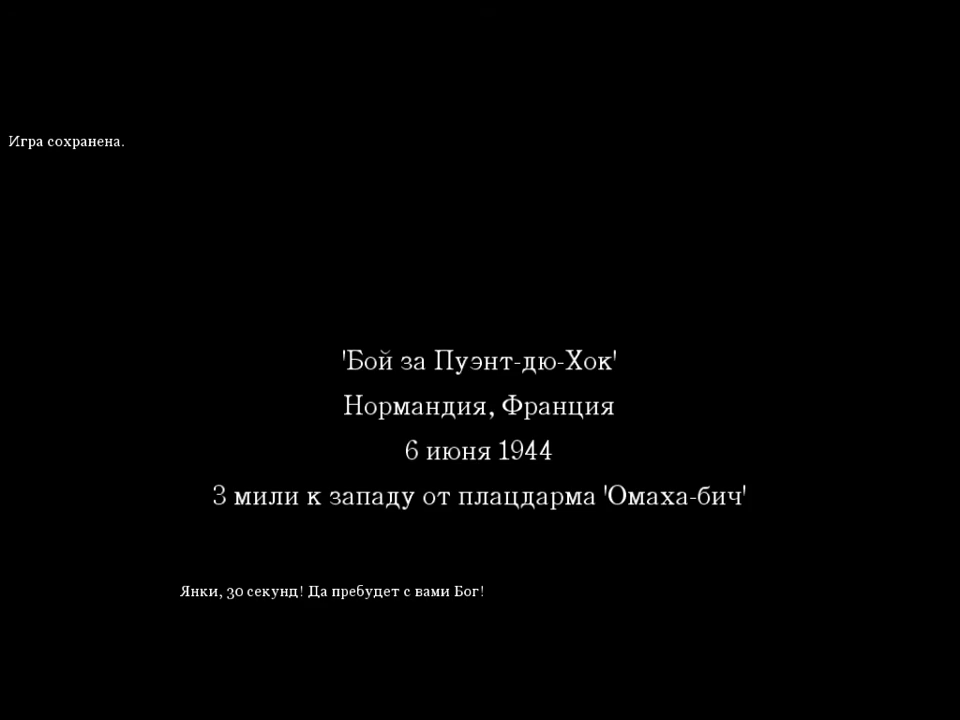 Игра сохранена.
'Бой за Пуэнт-дю-Хок'
Нормандия, Франция
6 июня 1944
3 мили к западу от плацдарма 'Омаха-бич'
Янки, 30 секунд! Да пребудет с вами Бог!